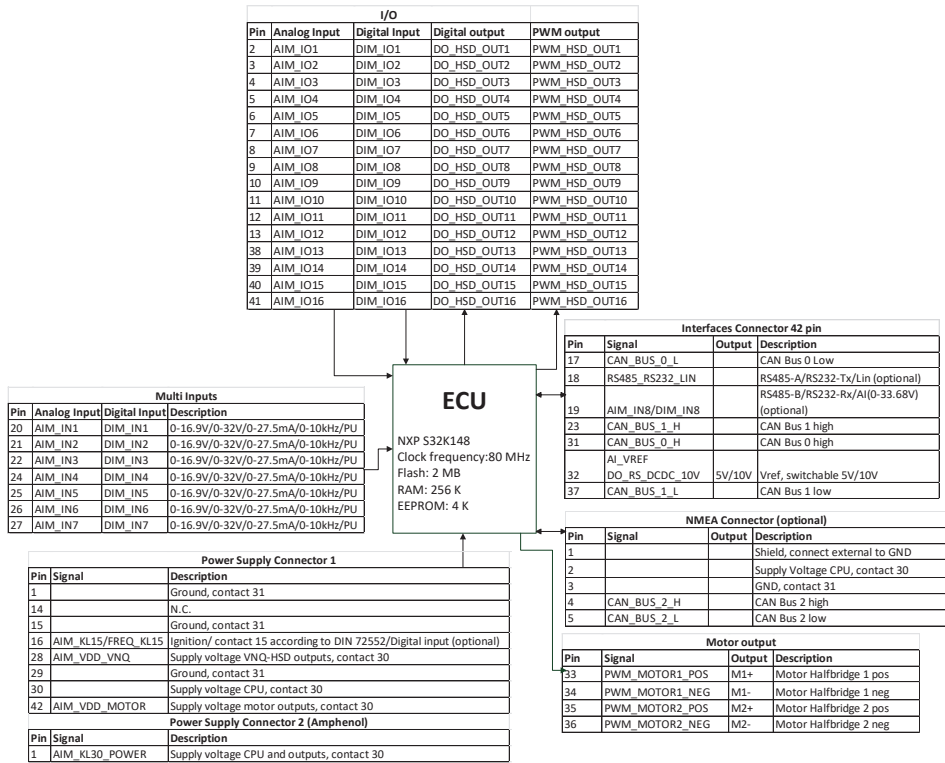 I/O
Pin Analog Input Digital Input Digital output PWM output
2 AIM_IO1 DIM_IO1 DO_HSD_OUT1 PWM_HSD_OUT1
3 AIM_IO2 DIM_IO2 DO_HSD_OUT2 PWM_HSD_OUT2
4 AIM_IO3 DIM_IO3 DO_HSD_OUT3 PWM_HSD_OUT3
5 AIM_IO4 DIM_IO4 DO_HSD_OUT4 PWM_HSD_OUT4
6 AIM_IO5 DIM_IO5 DO_HSD_OUT5 PWM_HSD_OUT5
7 AIM_IO6 DIM_IO6 DO_HSD_OUT6 PWM_HSD_OUT6
8 AIM_IO7 DIM_IO7 DO_HSD_OUT7 PWM_HSD_OUT7
9 AIM_IO8 DIM_IO8 DO_HSD_OUT8 PWM_HSD_OUT8
10 AIM_IO9 DIM_IO9 DO_HSD_OUT9 PWM_HSD_OUT9
11 AIM_IO10 DIM_IO10 DO_HSD_OUT10 PWM_HSD_OUT10
12 AIM_IO11 DIM_IO11 DO_HSD_OUT11 PWM_HSD_OUT11
13 AIM_IO12 DIM_IO12 DO_HSD_OUT12 PWM_HSD_OUT12
38 AIM_IO13 DIM_IO13 DO_HSD_OUT13 PWM_HSD_OUT13
39 AIM_IO14 DIM_IO14 DO_HSD_OUT14 PWM_HSD_OUT14
40 AIM_IO15 DIM_IO15 DO_HSD_OUT15 PWM_HSD_OUT15
41 AIM_IO16 DIM_IO16 DO_HSD_OUT16 PWM_HSD_OUT16
Multi Inputs
Pin Analog Input Digital Input Description
20 AIM_IN1 DIM_IN1 0-16.9V/0-32V/0-27.5mA/0-10kHz/PU
21 AIM_IN2 DIM_IN2 0-16.9V/0-32V/0-27.5mA/0-10kHz/PU
22 AIM_IN3 DIM_IN3 0-16.9V/0-32V/0-27.5mA/0-10kHz/PU
24 AIM_IN4 DIM_IN4 0-16.9V/0-32V/0-27.5mA/0-10kHz/PU
25 AIM_IN5 DIM_IN5 0-16.9V/0-32V/0-27.5mA/0-10kHz/PU
26 AIM_IN6 DIM_IN6 0-16.9V/0-32V/0-27.5mA/0-10kHz/PU
27 AIM_IN7 DIM_IN7 0-16.9V/0-32V/0-27.5mA/0-10kHz/PU
ECU
NXP S32K148
Clock frequency:80 MHz
Flash: 2 MB
RAM: 256 K
EEPROM: 4 K
Interfaces Connector 42 pin
Pin Signal Output Description
17 CAN_BUS_0_L CAN Bus 0 Low
18 RS485_RS232_LIN RS485-A/RS232-Tx/Lin (optional)
RS485-B/RS232-Rx/AI(0-33.68V)
19 AIM_IN8/DIM_IN8 (optional)
23 CAN_BUS_1_H CAN Bus 1 high
31 CAN_BUS_0_H CAN Bus 0 high
AI_VREF
32 DO_RS_DCDC_10V 5V/10V Vref, switchable 5V/10V
37 CAN_BUS_1_L CAN Bus 1 low
NMEA Connector (optional)
Pin Signal Output Description
1 Shield, connect external to GND
2 Supply Voltage CPU, contact 30
3 GND, contact 31
4 CAN_BUS_2_H CAN Bus 2 high
5 CAN_BUS_2_L CAN Bus 2 low
Power Supply Connector 1
Pin Signal Description
1 Ground, contact 31
14 N.C.
15 Ground, contact 31
16 AIM_KL15/FREQ_KL15 Ignition/ contact 15 according to DIN 72552/Digital input (optional)
28 AIM_VDD_VNQ Supply voltage VNQ-HSD outputs, contact 30
29 Ground, contact 31
30 Supply voltage CPU, contact 30
42 AIM_VDD_MOTOR Supply voltage motor outputs, contact 30
Power Supply Connector 2 (Amphenol)
Pin Signal Description
1 AIM_KL30_POWER Supply voltage CPU and outputs, contact 30
Motor output
Pin Signal Output Description
33 PWM_MOTOR1_POS M1+ Motor Halfbridge 1 pos
34 PWM_MOTOR1_NEG M1- Motor Halfbridge 1 neg
35 PWM_MOTOR2_POS M2+ Motor Halfbridge 2 pos
36 PWM_MOTOR2_NEG M2- Motor Halfbridge 2 neg